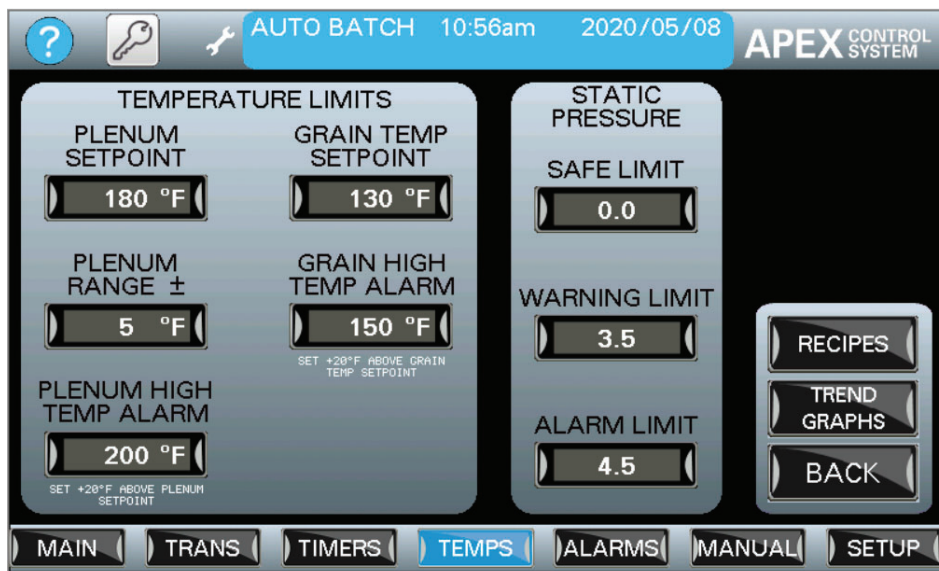 ?
AUTO BATCH 10:56am 2020/05/08
APEX CONTROL SYSTEM
TEMPERATURE LIMITS
PLENUM
SETPOINT
180 °F
GRAIN TEMP
SETPOINT
130 °F
PLENUM
RANGE ±
5 °F
GRAIN HIGH
TEMP ALARM
150 °F
SET +20°F ABOVE GRAIN
TEMP SETPOINT
PLENUM HIGH
TEMP ALARM
200 °F
SET +20°F ABOVE PLENUM
SETPOINT
STATIC
PRESSURE
SAFE LIMIT
0.0
WARNING LIMIT
3.5
ALARM LIMIT
4.5
RECIPES
TREND
GRAPHS
BACK
MAIN TRANS TIMERS TEMPS ALARMS MANUAL SETUP